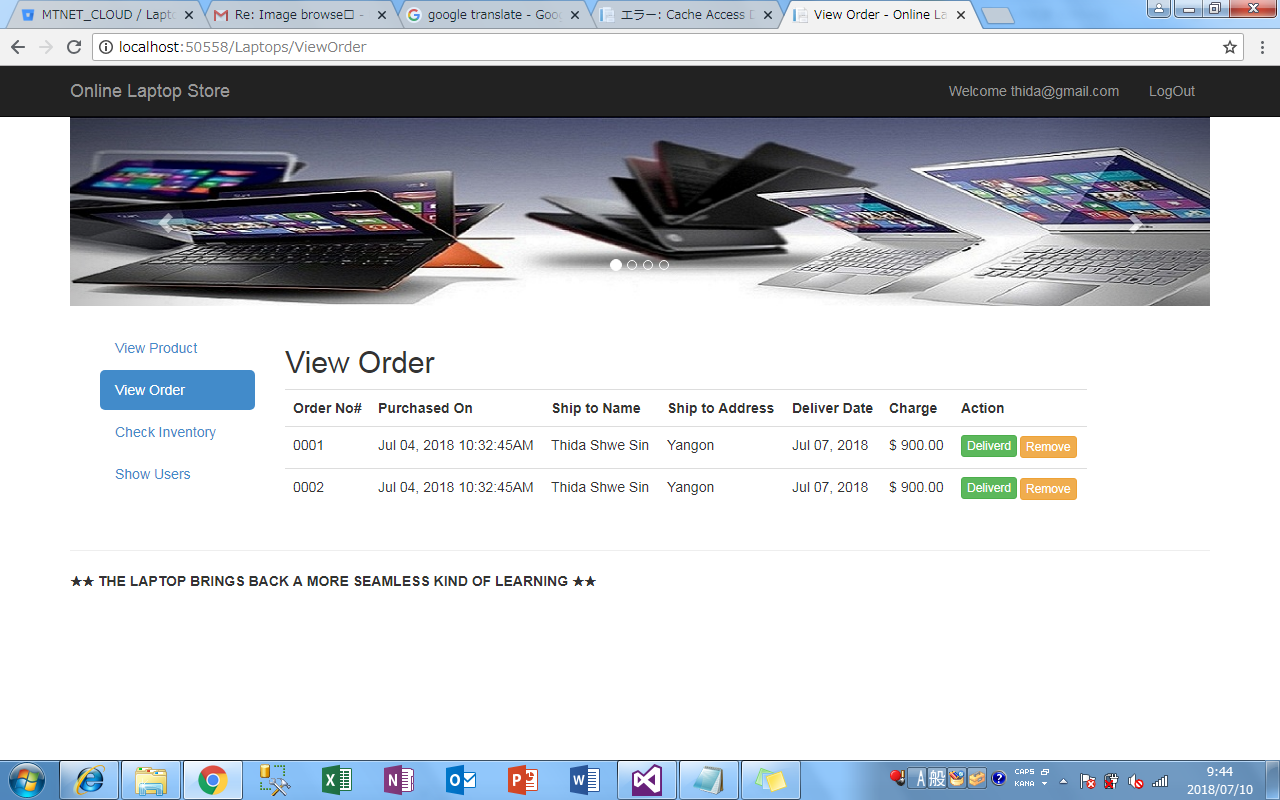 MTNET_CLOUD / Lapt
Re: Image browse -
google translate - Goo
エラー: Cache Access D
View Order - Online La
localhost:50558/Laptops/ViewOrder
Online Laptop Store
Welcome thida@gmail.com
LogOut
View Product
View Order
Check Inventory
Show Users
View Order
Order No# Purchased On Ship to Name Ship to Address Deliver Date Charge Action
0001 Jul 04, 2018 10:32:45AM Thida Shwe Sin Yangon Jul 07, 2018 $ 900.00 Deliverd Remove
0002 Jul 04, 2018 10:32:45AM Thida Shwe Sin Yangon Jul 07, 2018 $ 900.00 Deliverd Remove
★★ THE LAPTOP BRINGS BACK A MORE SEAMLESS KIND OF LEARNING ★★
A 般
CAPS
KANA
9:44
2018/07/10